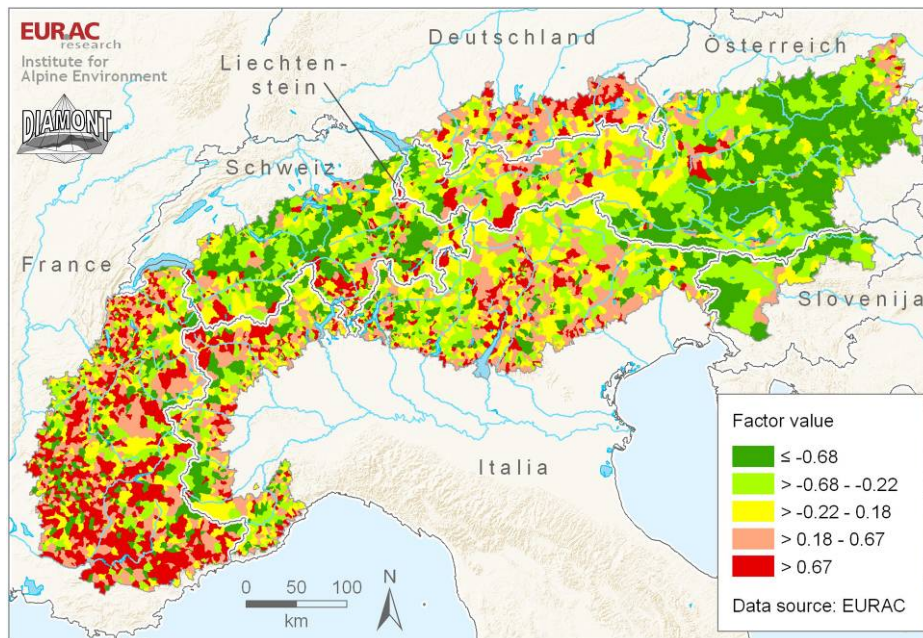 EURAC
research
Institute for
Alpine Environment
DIAMONT
Deutschland
Österreich
Liechten-
stein
Schweiz
France
Slovenija
Italia
0 50 100
km
N
Factor value
≤ -0.68
> -0.68 - -0.22
> -0.22 - 0.18
> 0.18 - 0.67
> 0.67
Data source: EURAC